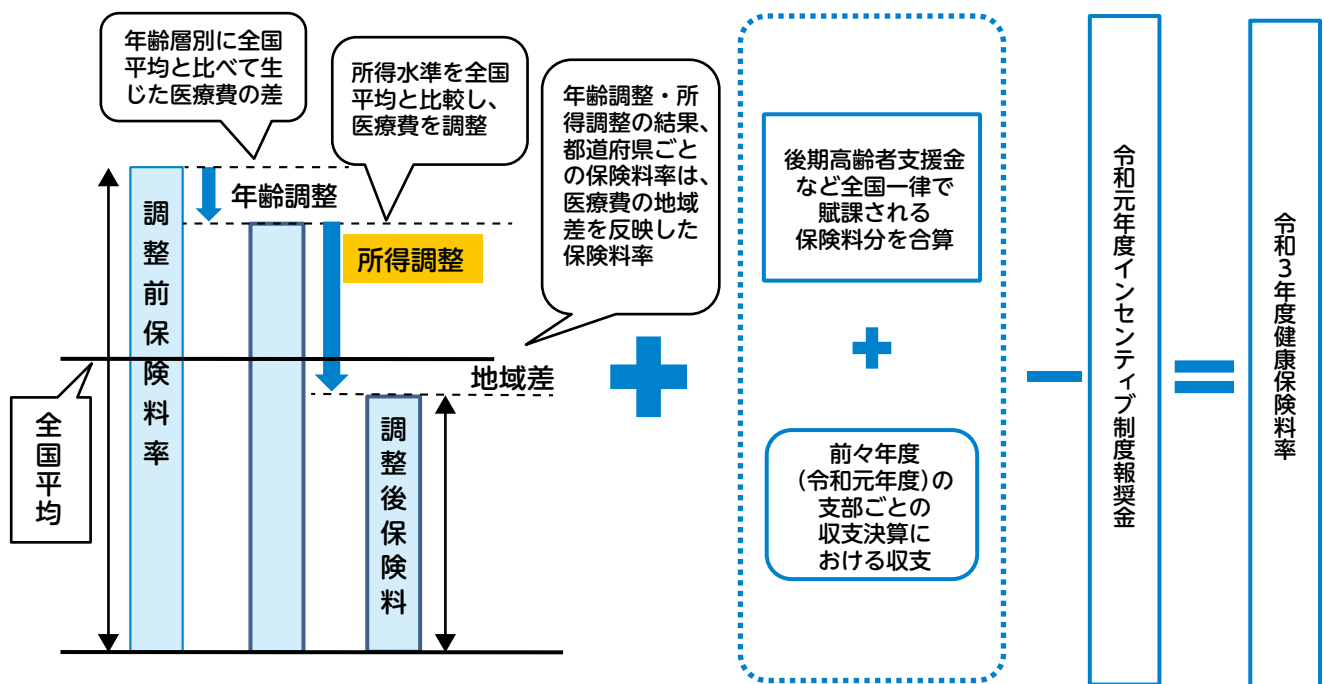 年齢層別に全国
平均と比べて生
じた医療費の差
所得水準を全国
平均と比較し、
医療費を調整
年齢調整・所
得調整の結果、
都道府県ごと
の保険料率は、
医療費の地域
差を反映した
保険料率
年齢調整
所得調整
調整前保険料率
全国平均
地域差
調整後保険料
後期高齢者支援金
など全国一律で
賦課される
保険料分を合算
前々年度
(令和元年度)の
支部ごとの
収支決算に
おける収支
令和元年度インセンティブ制度報奨金
令和3年度健康保険料率